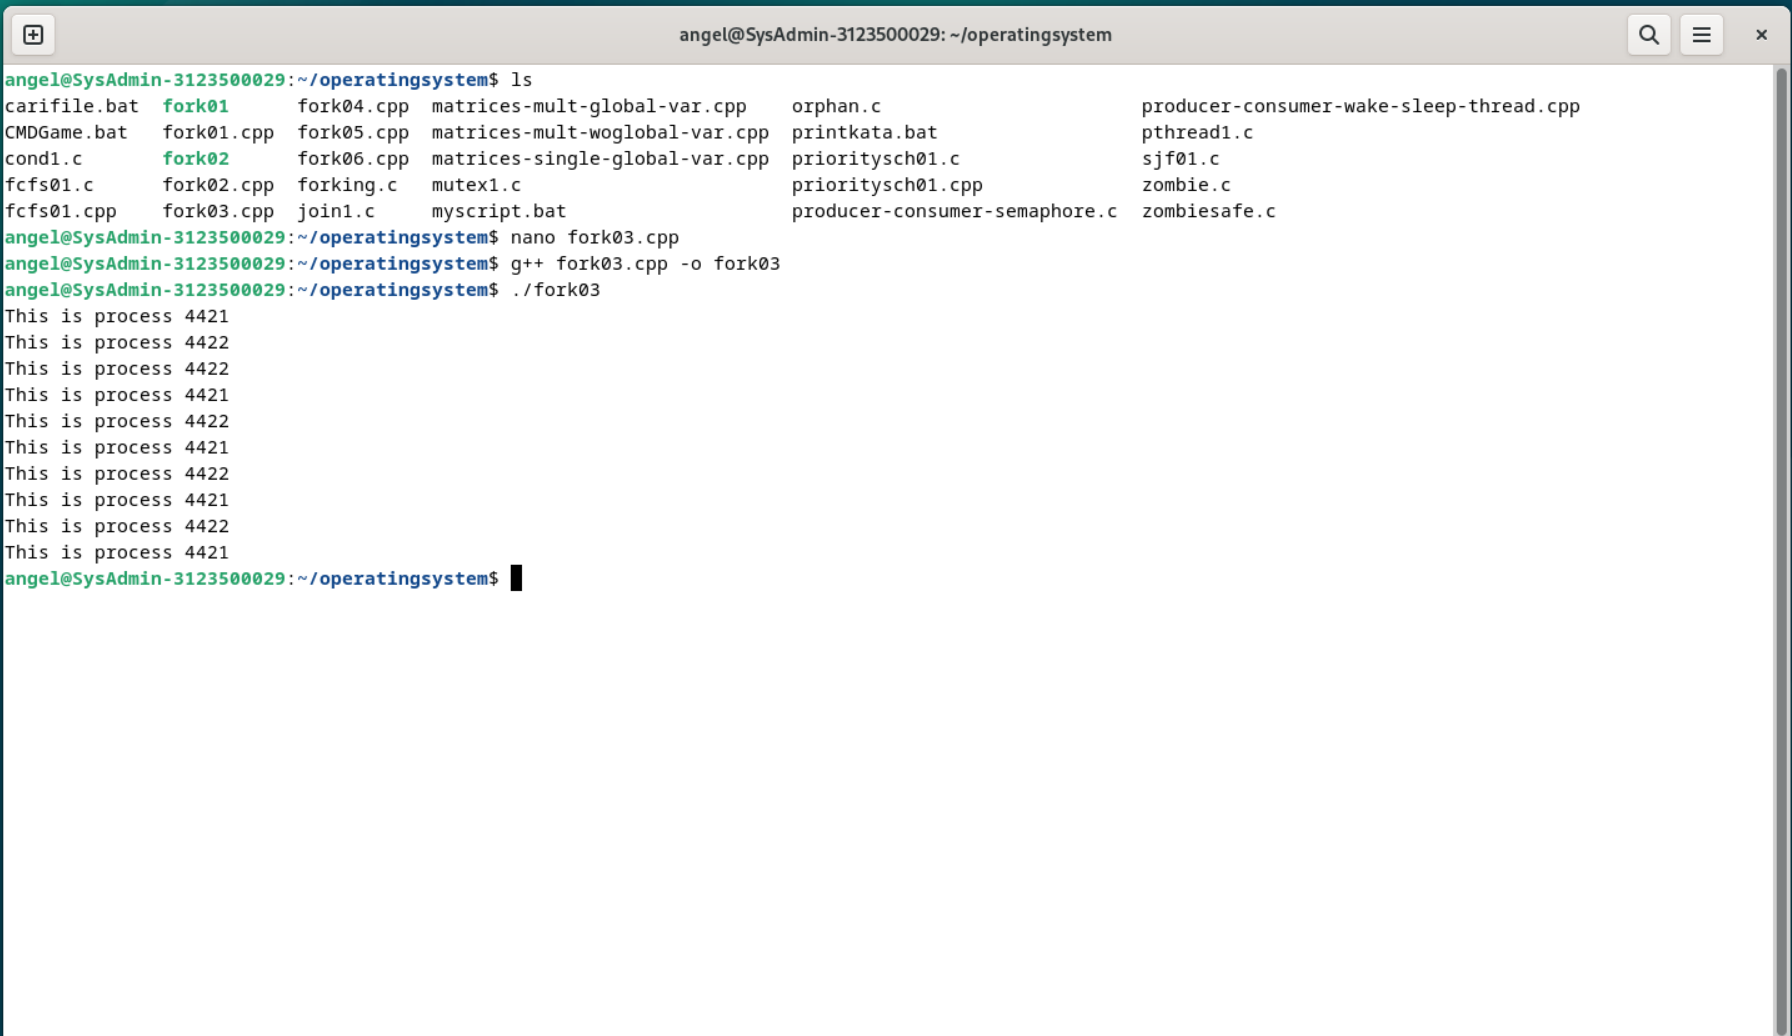 angel@SysAdmin-3123500029: ~/operatingsystem
angel@SysAdmin-3123500029:~/operatingsystem$ ls
carifile.bat  fork01      fork04.cpp  matrices-mult-global-var.cpp    orphan.c                       producer-consumer-wake-sleep-thread.cpp
CMDGame.bat   fork01.cpp  fork05.cpp  matrices-mult-woglobal-var.cpp  printkata.bat                  pthread1.c
cond1.c       fork02      fork06.cpp  matrices-single-global-var.cpp  prioritysch01.c                sjf01.c
fcfs01.c      fork02.cpp  forking.c   mutex1.c                        prioritysch01.cpp              zombie.c
fcfs01.cpp    fork03.cpp  join1.c     myscript.bat                    producer-consumer-semaphore.c  zombiesafe.c
angel@SysAdmin-3123500029:~/operatingsystem$ nano fork03.cpp
angel@SysAdmin-3123500029:~/operatingsystem$ g++ fork03.cpp -o fork03
angel@SysAdmin-3123500029:~/operatingsystem$ ./fork03
This is process 4421
This is process 4422
This is process 4422
This is process 4421
This is process 4422
This is process 4421
This is process 4422
This is process 4421
This is process 4422
This is process 4421
angel@SysAdmin-3123500029:~/operatingsystem$